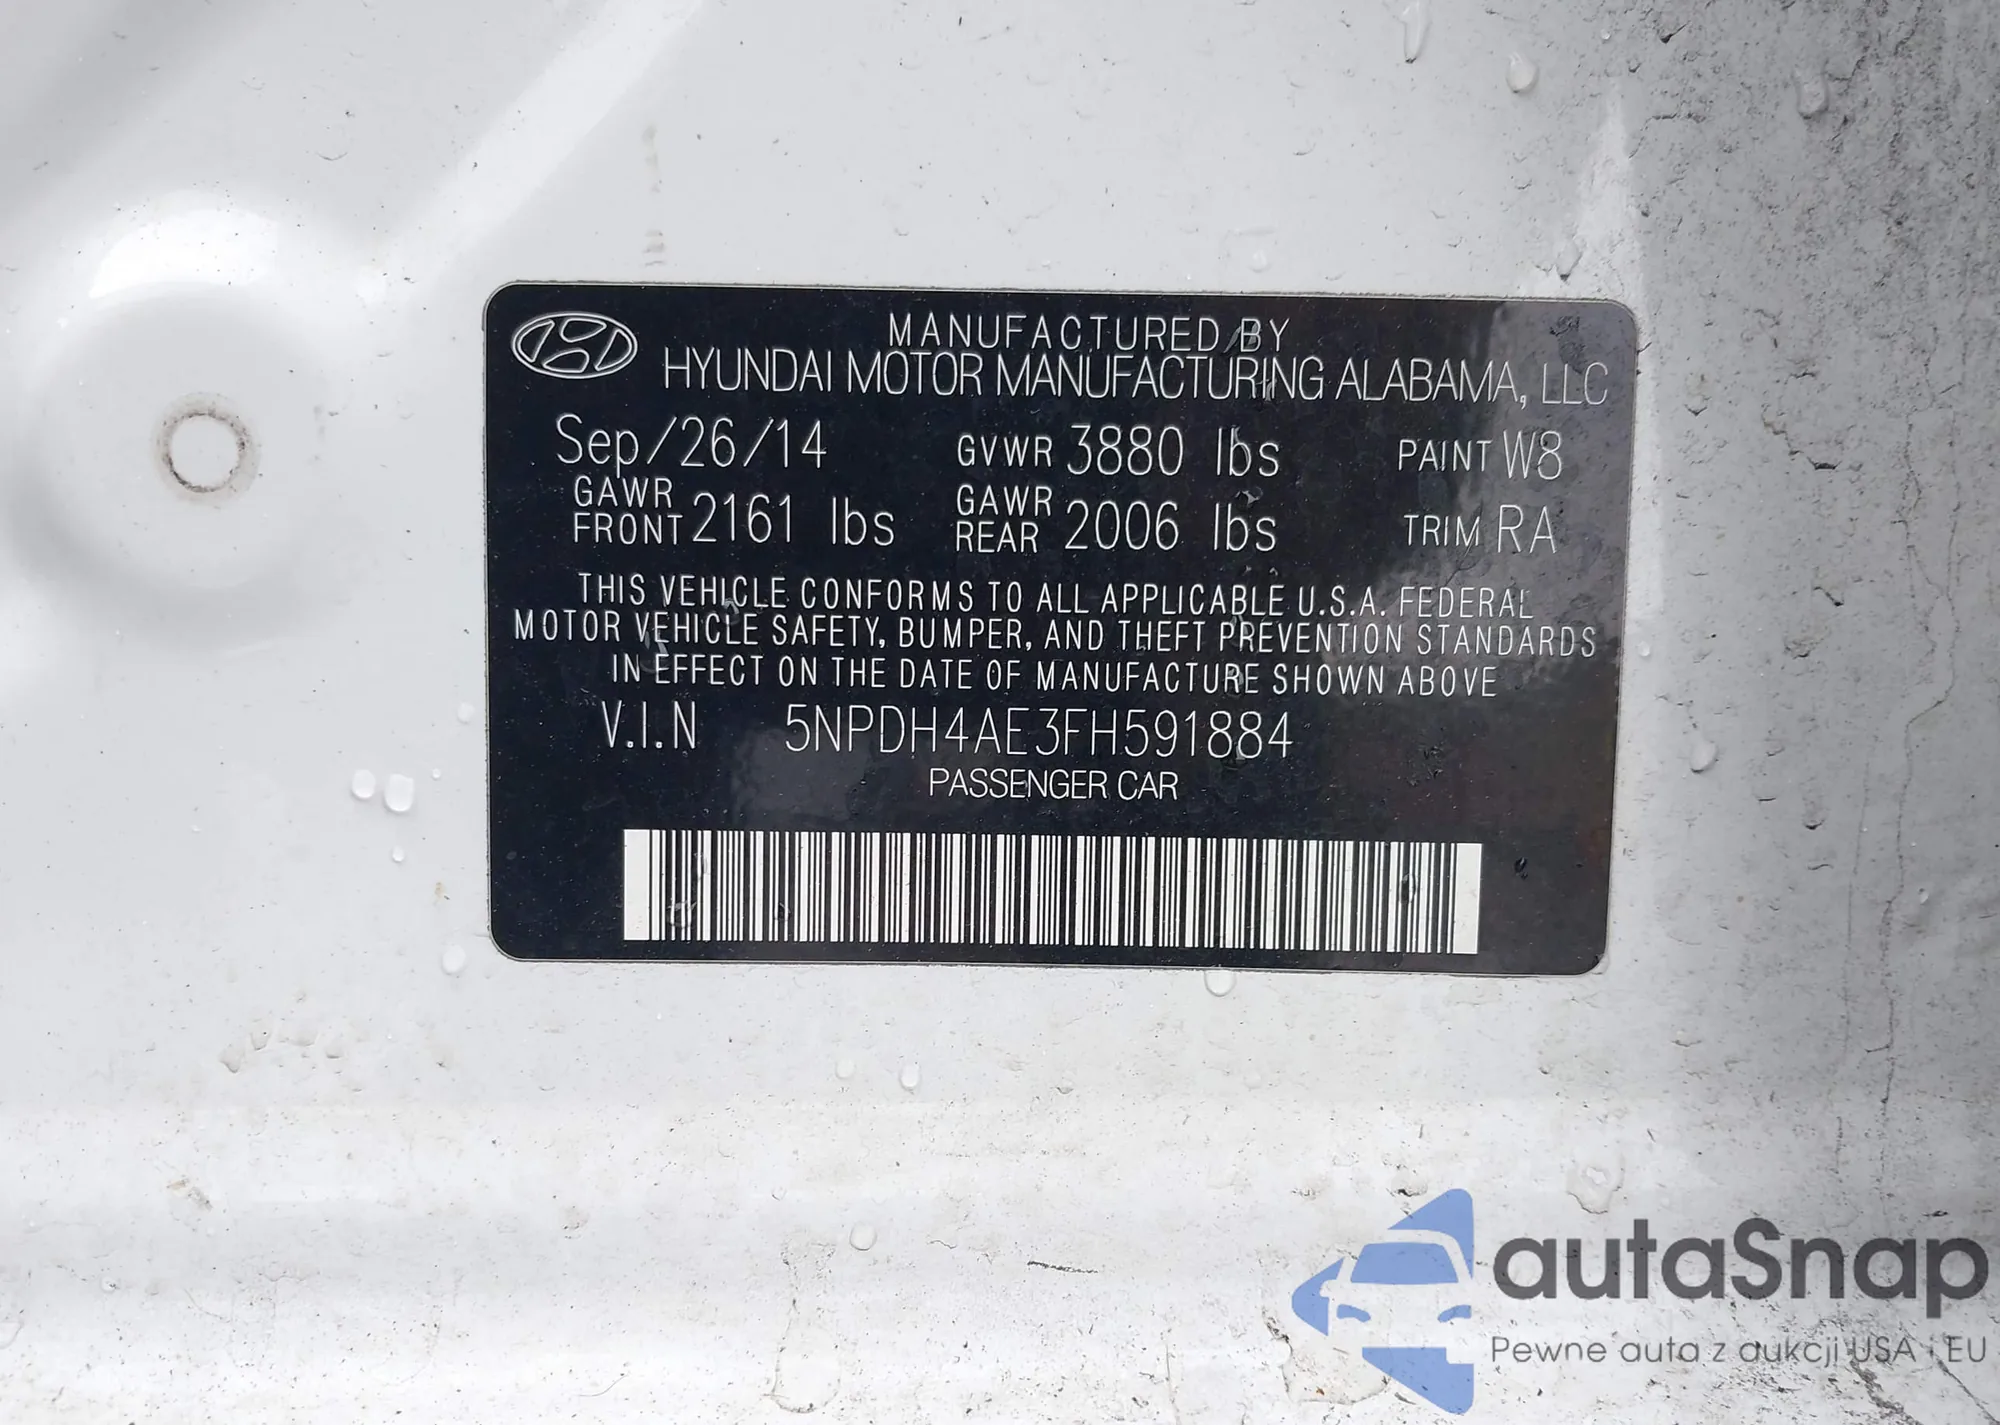 MANUFACTURED BY
HYUNDAI MOTOR MANUFACTURING ALABAMA, LLC
Sep/26/14 GVWR 3880 lbs PAINT W8
GAWR FRONT 2161 lbs GAWR REAR 2006 lbs TRIM RA
THIS VEHICLE CONFORMS TO ALL APPLICABLE U.S.A. FEDERAL
MOTOR VEHICLE SAFETY, BUMPER, AND THEFT PREVENTION STANDARDS
IN EFFECT ON THE DATE OF MANUFACTURE SHOWN ABOVE
V.I.N 5NPDH4AE3FH591884
PASSENGER CAR
autaSnap
Pewne auta z aukcji USA i EU